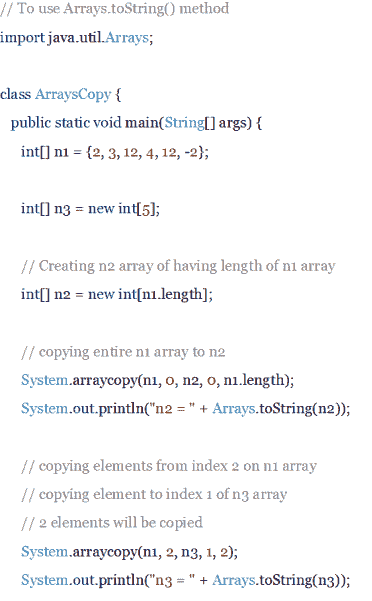 // To use Arrays.toString() method
import java.util.Arrays;
class ArraysCopy {
public static void main(String[] args) {
int[] n1 = {2, 3, 12, 4, 12, -2};
int[] n3 = new int[5];
// Creating n2 array of having length of n1 array
int[] n2 = new int[n1.length];
// copying entire n1 array to n2
System.arraycopy(n1, 0, n2, 0, n1.length);
System.out.println("n2 = " + Arrays.toString(n2));
// copying elements from index 2 on n1 array
// copying element to index 1 of n3 array
// 2 elements will be copied
System.arraycopy(n1, 2, n3, 1, 2);
System.out.println("n3 = " + Arrays.toString(n3));